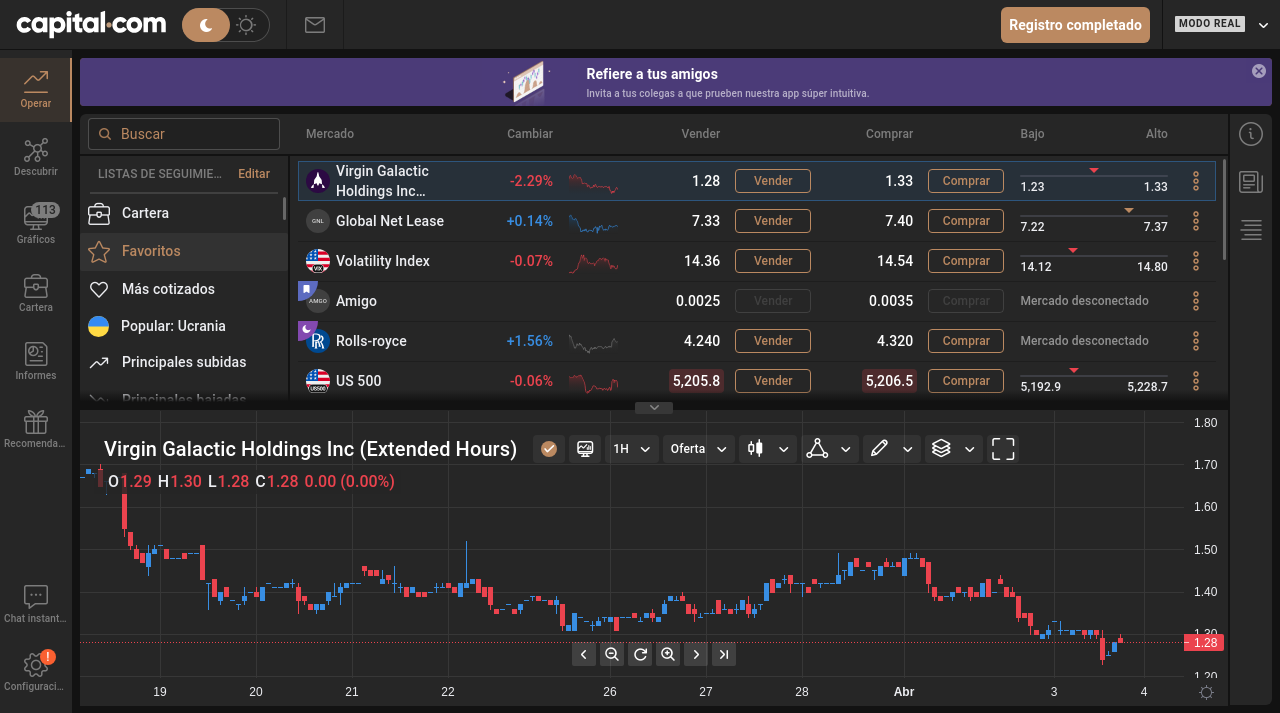 capital.com
Registro completado
MODO REAL
Operar
Descubrir
113
Gráficos
Cartera
Informes
Recomenda...
Chat instant...
!
Configuraci...
Refiere a tus amigos
Invita a tus colegas a que prueben nuestra app súper intuitiva.
Buscar
LISTAS DE SEGUIMIE... Editar
Cartera
Favoritos
Más cotizados
Popular: Ucrania
Principales subidas
Principales bajadas
Mercado Cambiar Vender Comprar Bajo Alto
Virgin Galactic
Holdings Inc... -2.29% 1.28 Vender 1.33 Comprar 1.23 1.33
GNL Global Net Lease +0.14% 7.33 Vender 7.40 Comprar 7.22 7.37
VIX Volatility Index -0.07% 14.36 Vender 14.54 Comprar 14.12 14.80
AMGO Amigo 0.0025 Vender 0.0035 Comprar Mercado desconectado
Rolls-royce +1.56% 4.240 Vender 4.320 Comprar Mercado desconectado
US500 US 500 -0.06% 5,205.8 Vender 5,206.5 Comprar 5,192.9 5,228.7
Virgin Galactic Holdings Inc (Extended Hours) 1H Oferta
O1.29 H1.30 L1.28 C1.28 0.00 (0.00%)
1.80
1.70
1.60
1.50
1.40
1.30
1.28
1.20
19 20 21 22 26 27 28 Abr 3 4